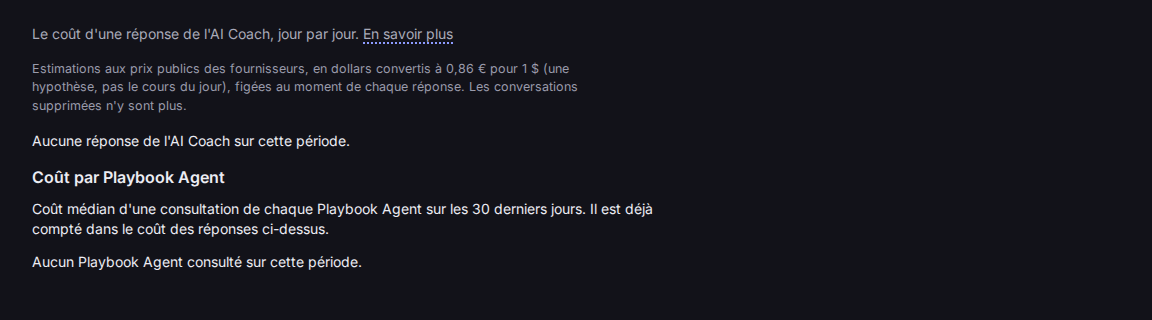 Le coût d'une réponse de l'AI Coach, jour par jour. En savoir plus
Estimations aux prix publics des fournisseurs, en dollars convertis à 0,86 € pour 1 $ (une
hypothèse, pas le cours du jour), figées au moment de chaque réponse. Les conversations
supprimées n'y sont plus.
Aucune réponse de l'AI Coach sur cette période.
Coût par Playbook Agent
Coût médian d'une consultation de chaque Playbook Agent sur les 30 derniers jours. Il est déjà
compté dans le coût des réponses ci-dessus.
Aucun Playbook Agent consulté sur cette période.